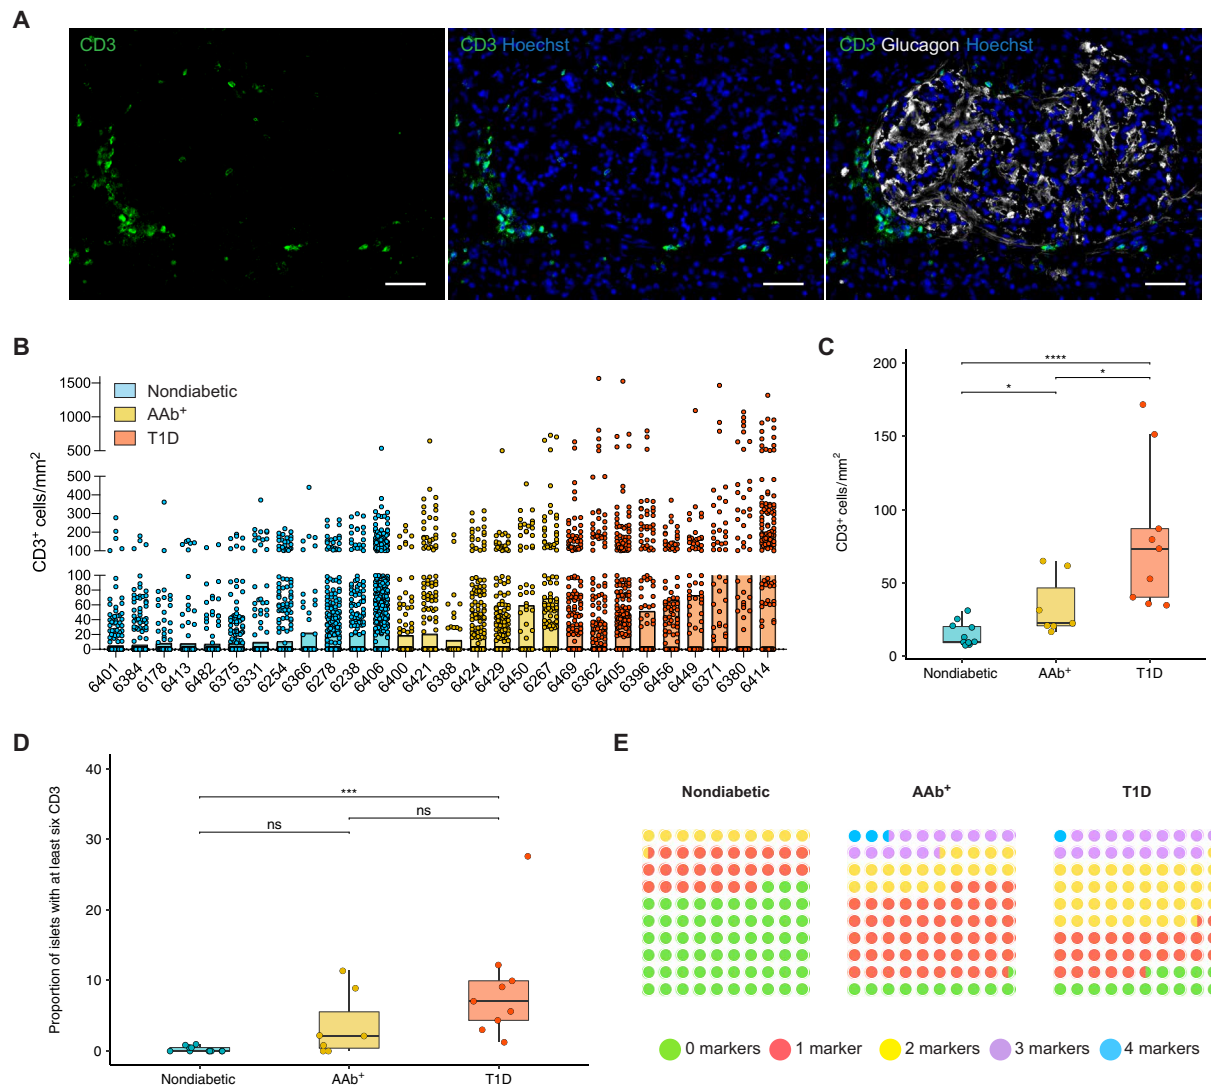 A
CD3
CD3 Hoechst
CD3 Glucagon Hoechst
B
Nondiabetic
AAb+
T1D
CD3+ cells/mm2
1500
1000
500
500
400
300
200
100
100
80
60
40
20
0
6401 6384 6178 6413 6482 6375 6331 6254 6366 6278 6238 6406 6400 6421 6388 6424 6429 6450 6267 6469 6362 6405 6396 6456 6449 6371 6380 6414
C
CD3+ cells/mm2
200
150
100
50
0
****
*
*
Nondiabetic AAb+ T1D
D
Proportion of islets with at least six CD3
40
30
20
10
0
***
ns
ns
Nondiabetic AAb+ T1D
E
Nondiabetic AAb+ T1D
0 markers 1 marker 2 markers 3 markers 4 markers